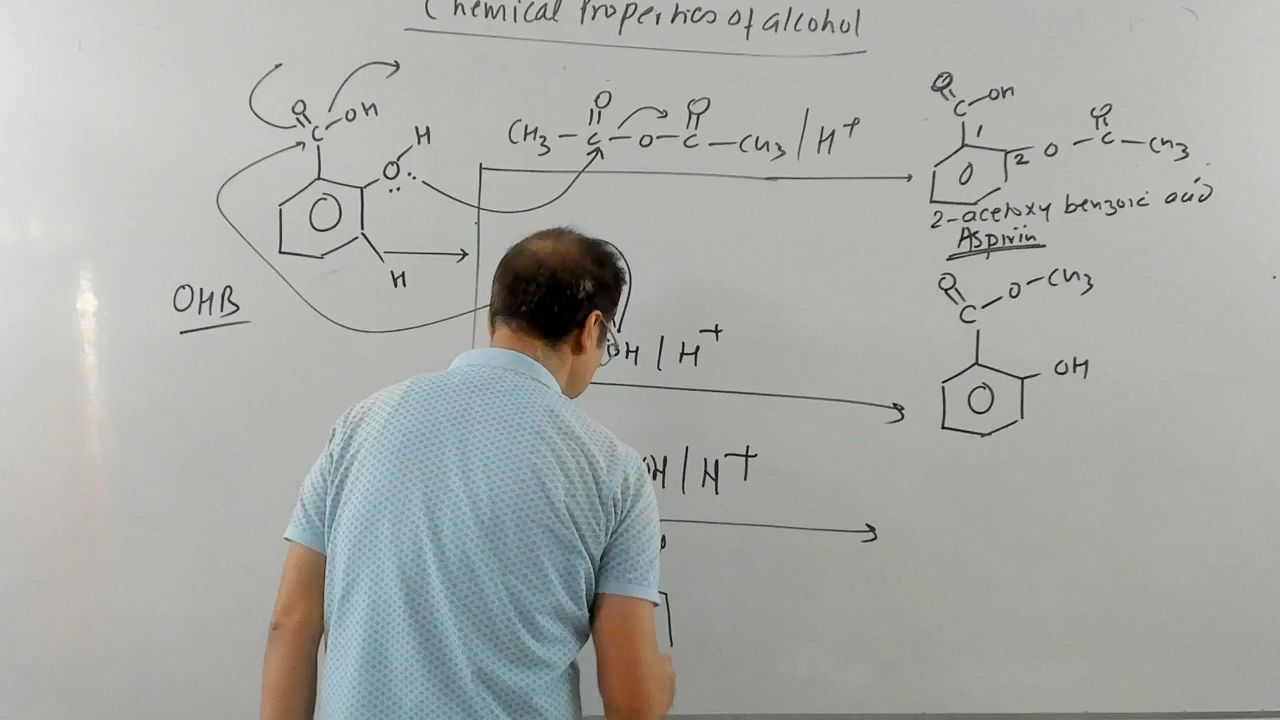 Chemical Properties of alcohol
O
C
OH
H
O
H
OHB
O O
CH3 - C - O - C - CH3 / H+
OH / H+
OH / H+
O
C
OH
1
2
O - C - CH3
O
2-acetoxy benzoic acid
Aspirin
O
C
O - CH3
OH